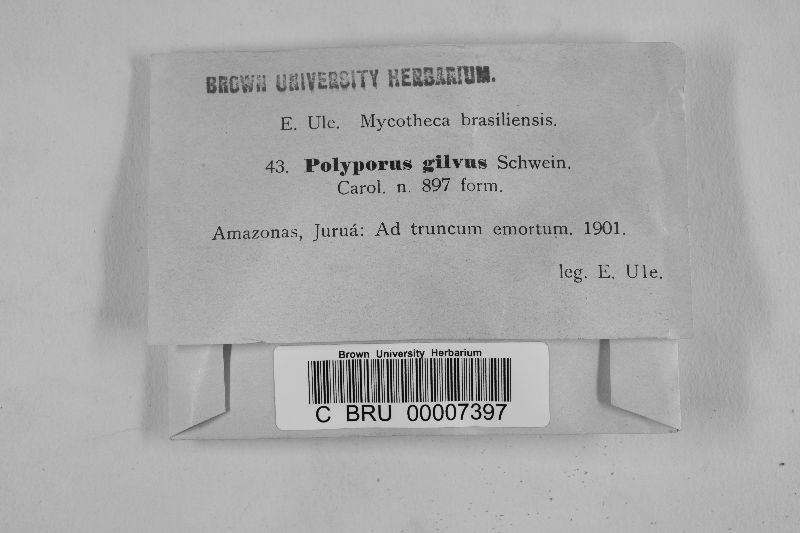 BROWN UNIVERSITY HERBARIUM.
E. Ule. Mycotheca brasiliensis.
43. Polyporus gilvus Schwein.
Carol. n. 897 form.
Amazonas, Juruá: Ad truncum emortum. 1901.
leg. E. Ule.
Brown University Herbarium
C BRU 00007397